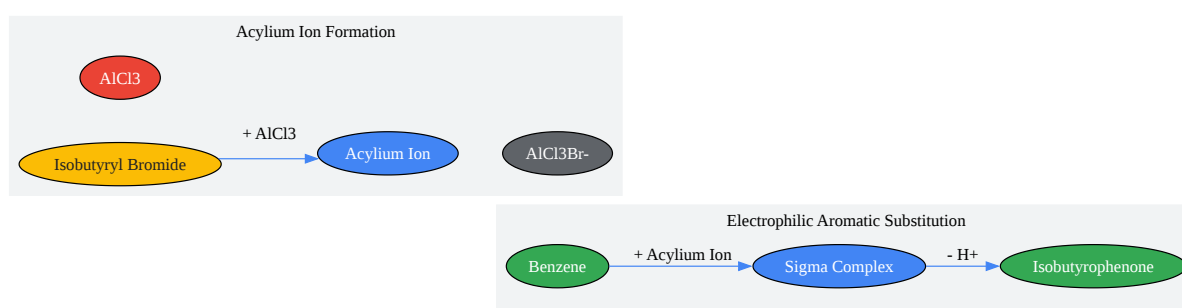 Acylium Ion Formation
AlCl3
+ AlCl3
Isobutyryl Bromide
Acylium Ion
AlCl3Br-
Electrophilic Aromatic Substitution
Benzene
+ Acylium Ion
Sigma Complex
- H+
Isobutyrophenone